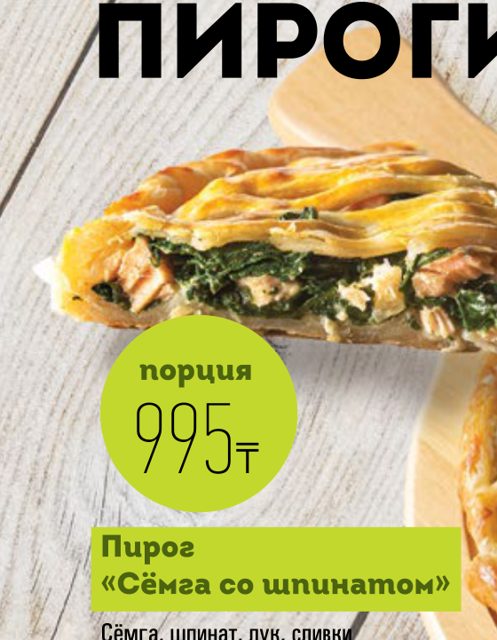 ПИРОГИ
порция
995₸
Пирог
«Сёмга со шпинатом»
Сёмга, шпинат, лук, сливки